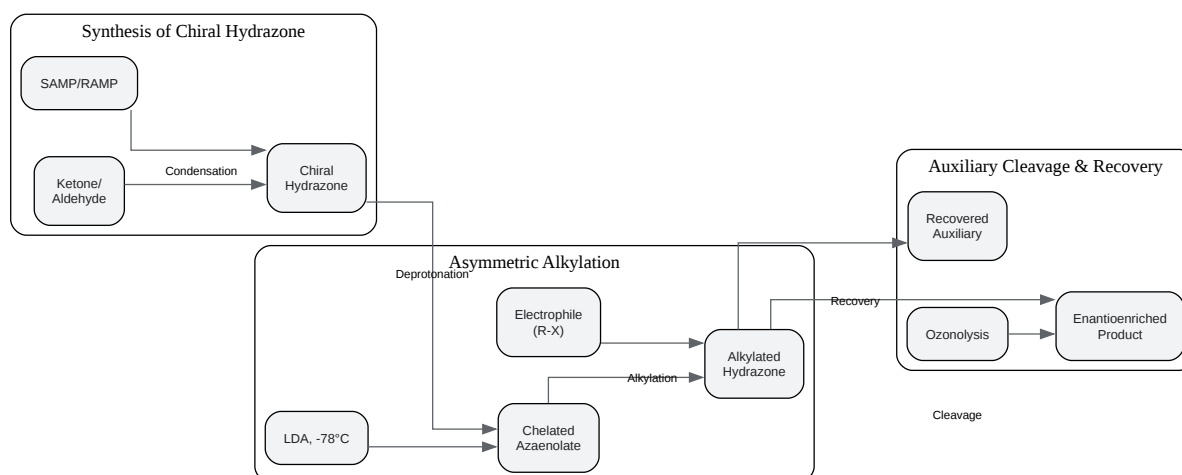 Synthesis of Chiral Hydrazone
SAMP/RAMP
Ketone/
Aldehyde
Condensation
Chiral
Hydrazone
Deprotonation
Asymmetric Alkylation
Electrophile
(R-X)
LDA, -78°C
Chelated
Azaenolate
Alkylation
Alkylated
Hydrazone
Auxiliary Cleavage & Recovery
Recovered
Auxiliary
Recovery
Ozonolysis
Enantioenriched
Product
Cleavage